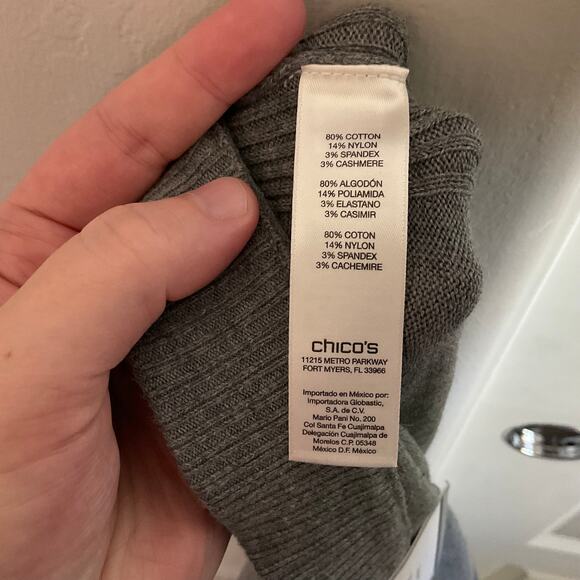 80% COTTON
14% NYLON
3% SPANDEX
3% CASHMERE
80% ALGODÓN
14% POLIAMIDA
3% ELASTANO
3% CASIMIR
80% COTON
14% NYLON
3% SPANDEX
3% CACHEMIRE
chico's
11215 METRO PARKWAY
FORT MYERS, FL 33966
Importado en México por:
Importadora Globastic,
S.A. de C.V.
Mario Pani No. 200
Col Santa Fe Cuajimalpa
Delegación Cuajimalpa de
Morelos C.P. 05348
México D.F. México